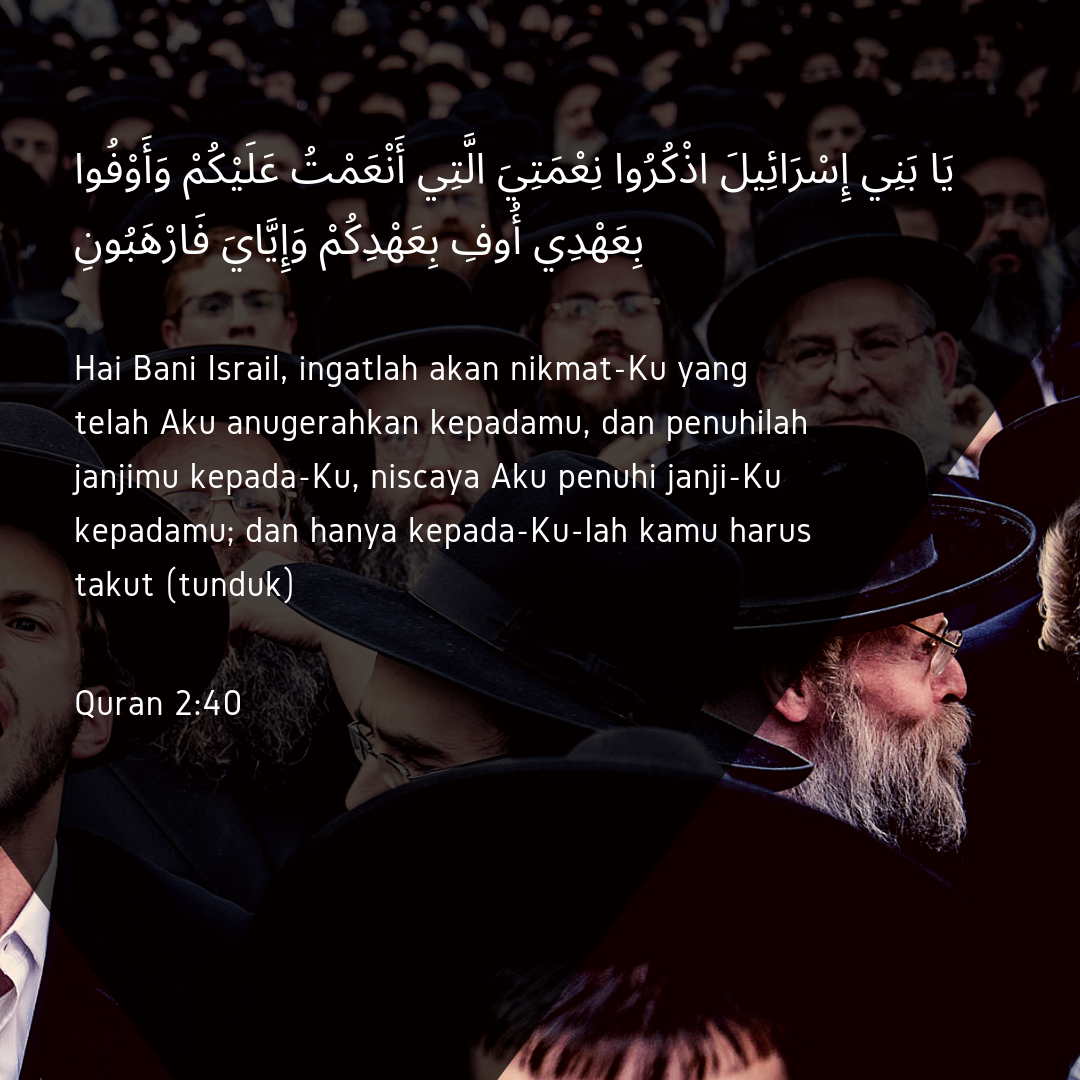 يَا بَنِي إِسْرَائِيلَ اذْكُرُوا نِعْمَتِيَ الَّتِي أَنْعَمْتُ عَلَيْكُمْ وَأَوْفُوا
بِعَهْدِي أُوفِ بِعَهْدِكُمْ وَإِيَّايَ فَارْهَبُونِ
Hai Bani Israil, ingatlah akan nikmat-Ku yang
telah Aku anugerahkan kepadamu, dan penuhilah
janjimu kepada-Ku, niscaya Aku penuhi janji-Ku
kepadamu; dan hanya kepada-Ku-lah kamu harus
takut (tunduk)
Quran 2:40